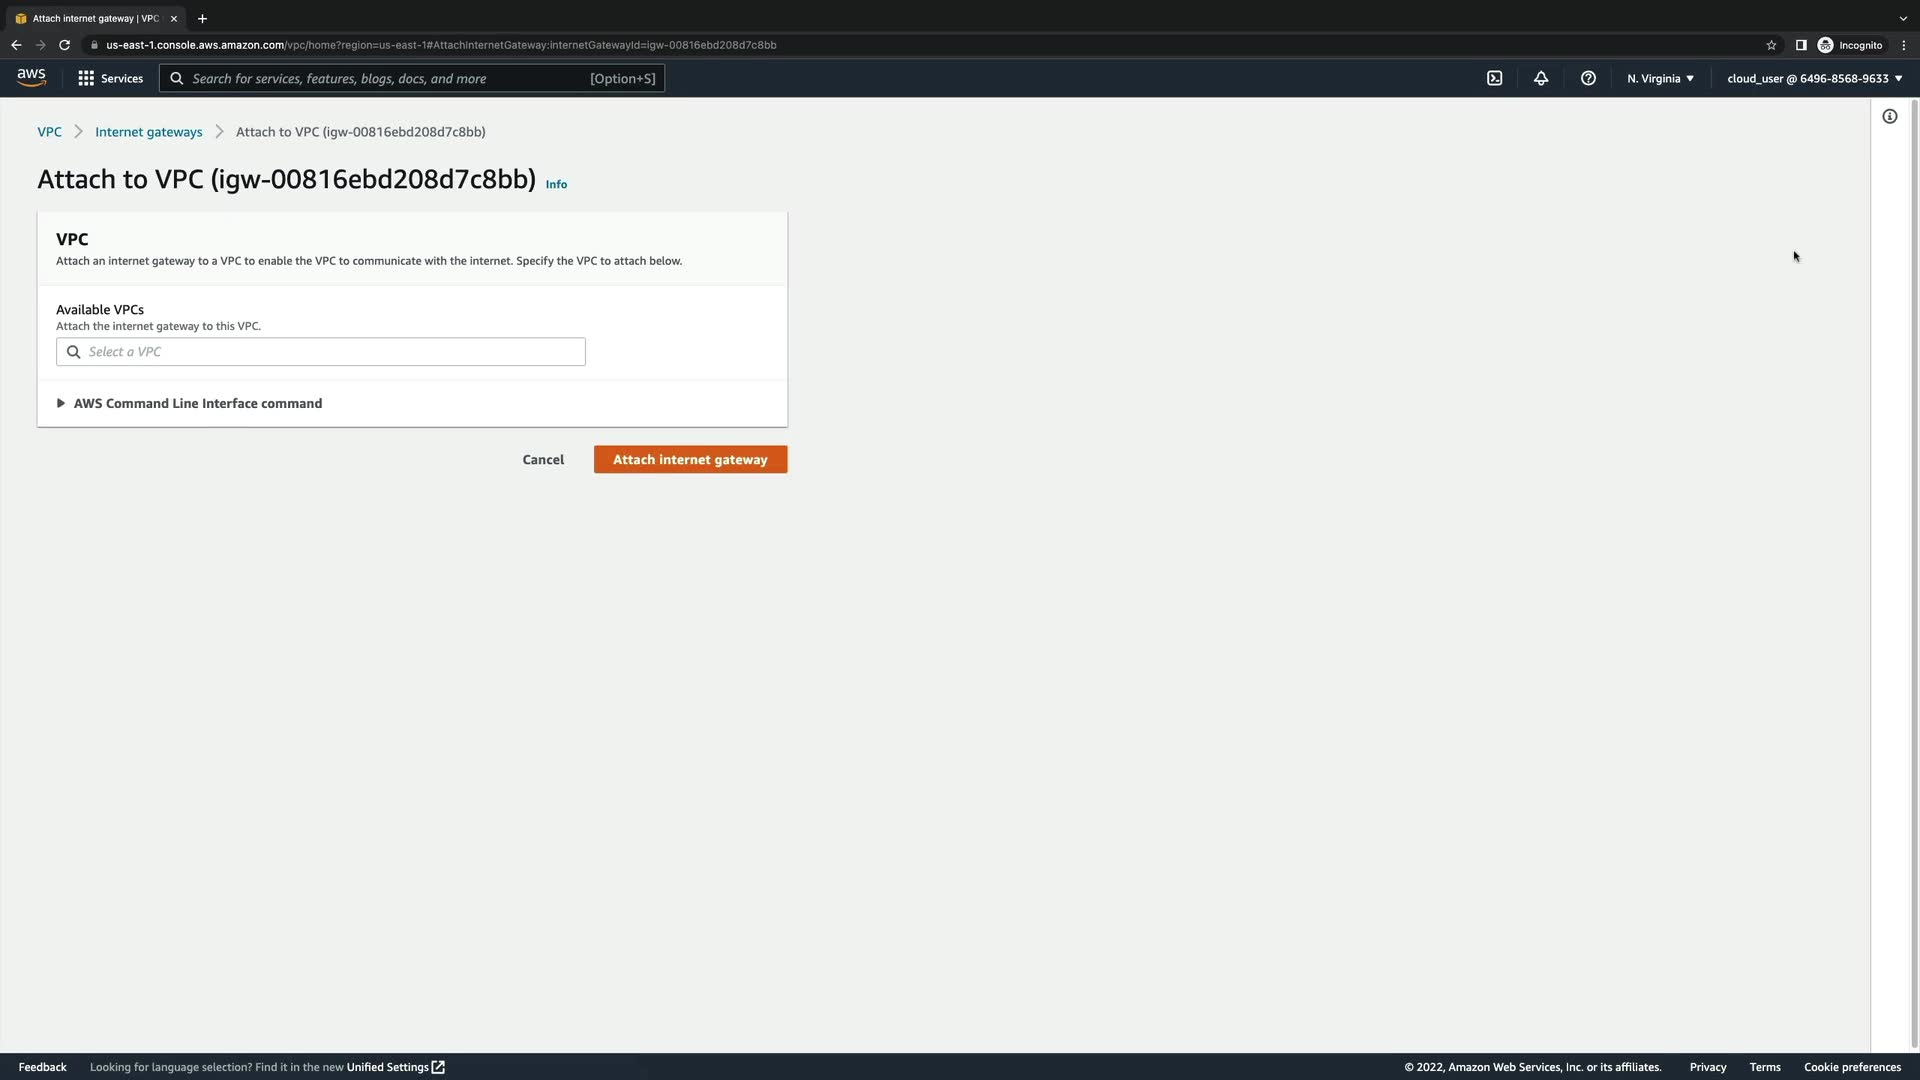 Attach internet gateway | VPC
us-east-1.console.aws.amazon.com/vpc/home?region=us-east-1#AttachInternetGateway:internetGatewayId=igw-00816ebd208d7c8bb
Incognito
aws
Services
Search for services, features, blogs, docs, and more
[Option+S]
N. Virginia
cloud_user @ 6496-8568-9633
VPC
Internet gateways
Attach to VPC (igw-00816ebd208d7c8bb)
Attach to VPC (igw-00816ebd208d7c8bb) Info
VPC
Attach an internet gateway to a VPC to enable the VPC to communicate with the internet. Specify the VPC to attach below.
Available VPCs
Attach the internet gateway to this VPC.
Select a VPC
AWS Command Line Interface command
Cancel
Attach internet gateway
Feedback
Looking for language selection? Find it in the new Unified Settings
© 2022, Amazon Web Services, Inc. or its affiliates.
Privacy
Terms
Cookie preferences